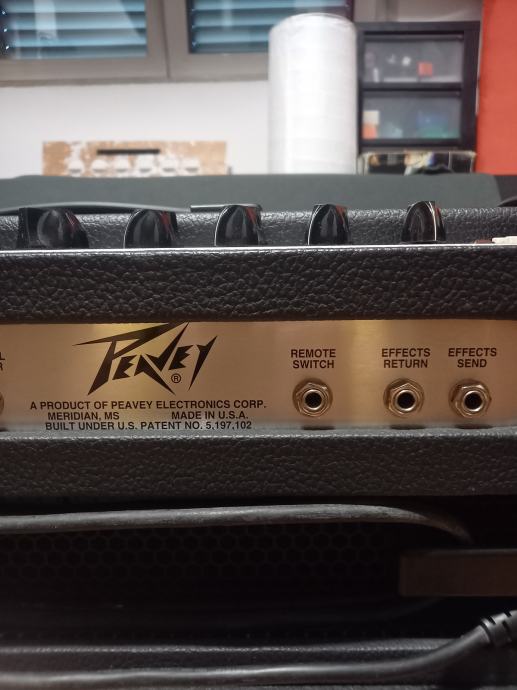 PEAVEY®
A PRODUCT OF PEAVEY ELECTRONICS CORP.
MERIDIAN, MS MADE IN U.S.A.
BUILT UNDER U.S. PATENT NO. 5,197,102
REMOTE
SWITCH
EFFECTS
RETURN
EFFECTS
SEND